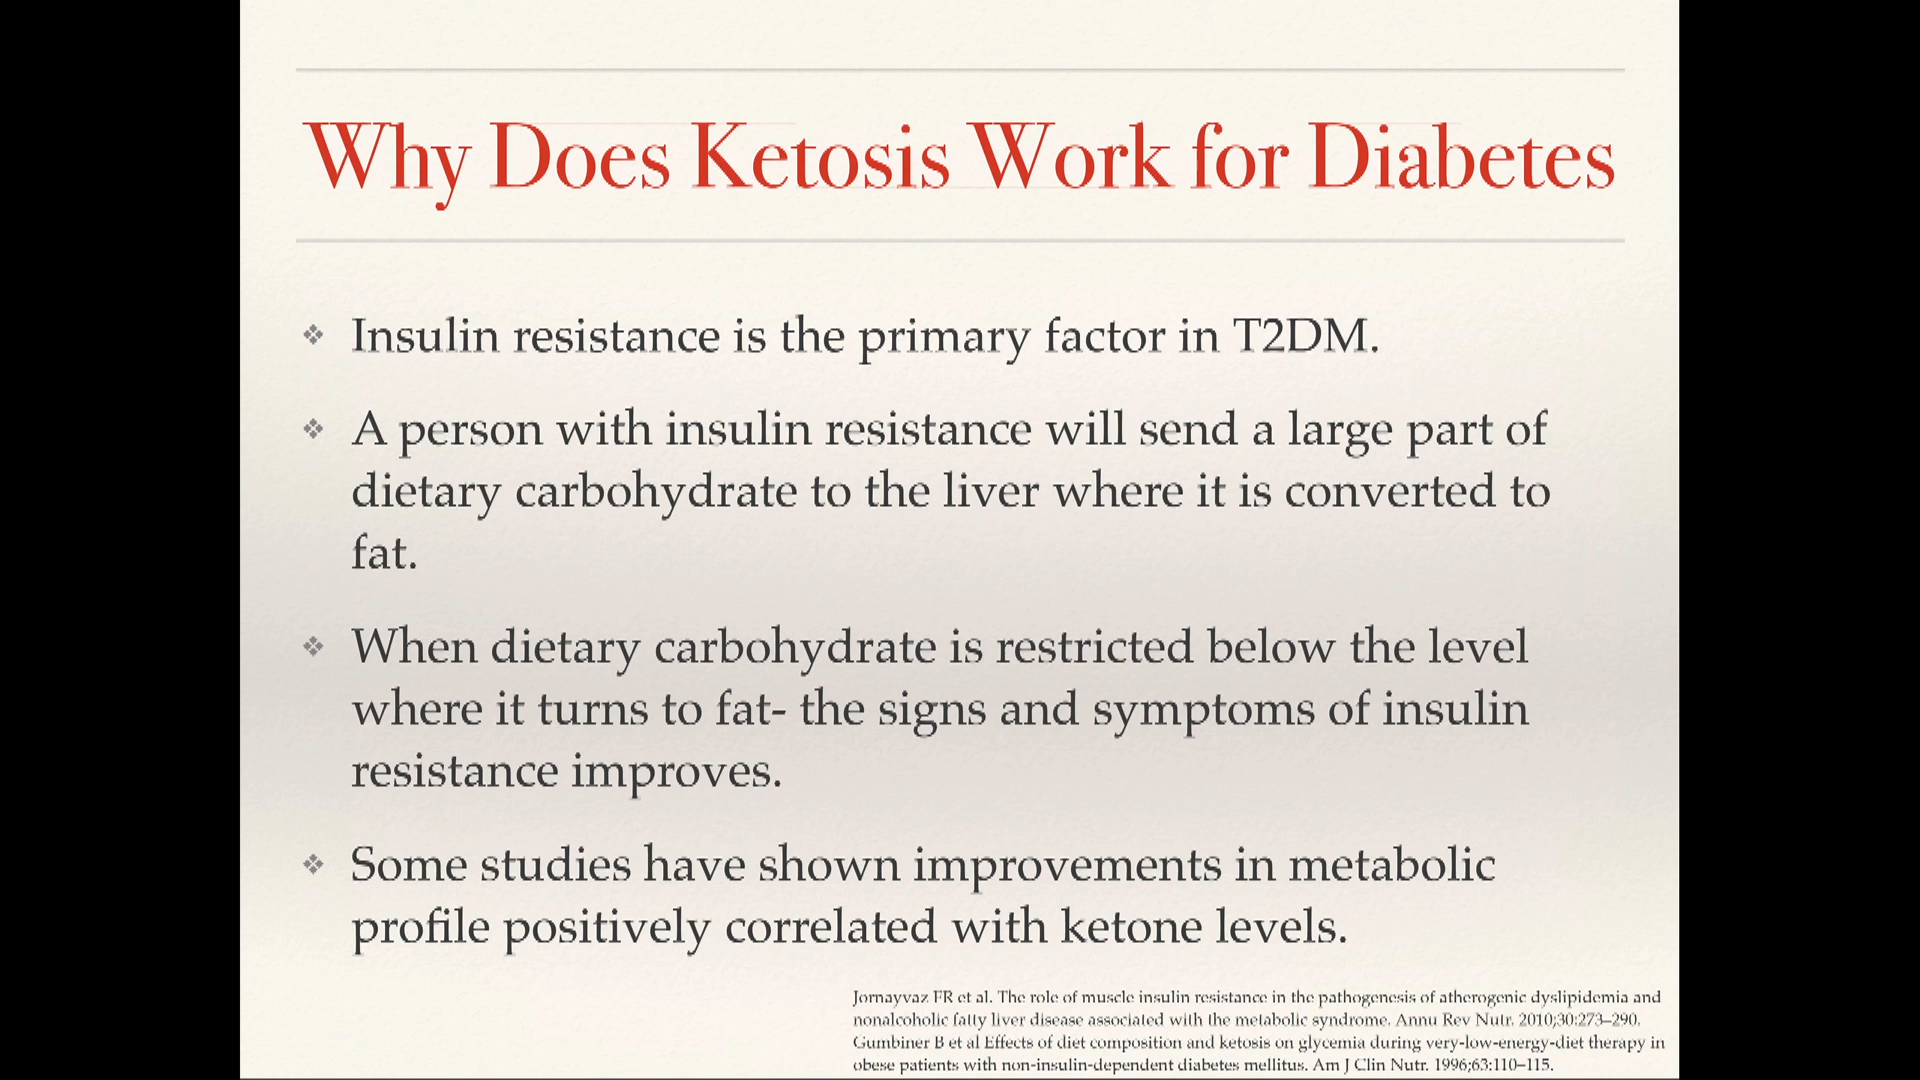 Why Does Ketosis Work for Diabetes
❖ Insulin resistance is the primary factor in T2DM.
❖ A person with insulin resistance will send a large part of
dietary carbohydrate to the liver where it is converted to
fat.
❖ When dietary carbohydrate is restricted below the level
where it turns to fat- the signs and symptoms of insulin
resistance improves.
❖ Some studies have shown improvements in metabolic
profile positively correlated with ketone levels.
Jornayvaz FR et al. The role of muscle insulin resistance in the pathogenesis of atherogenic dyslipidemia and
nonalcoholic fatty liver disease associated with the metabolic syndrome. Annu Rev Nutr. 2010;30:273–290.
Gumbiner B et al Effects of diet composition and ketosis on glycemia during very-low-energy-diet therapy in
obese patients with non-insulin-dependent diabetes mellitus. Am J Clin Nutr. 1996;63:110–115.